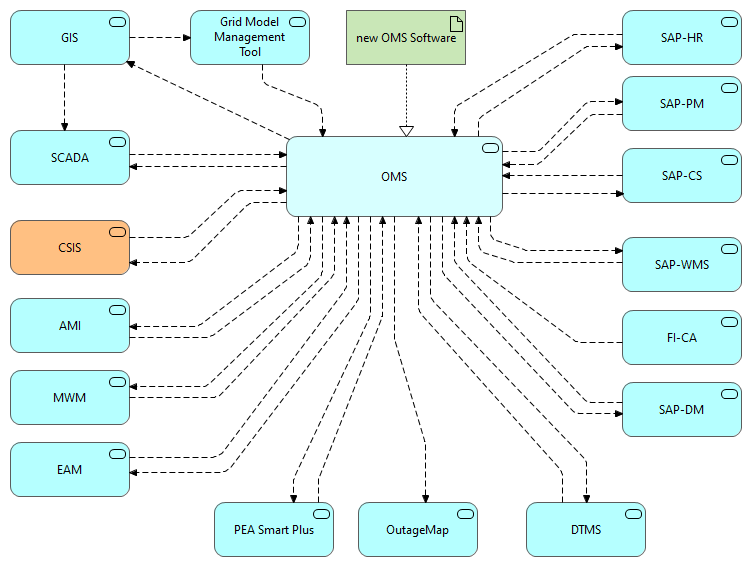 GIS
Grid Model
Management
Tool
new OMS Software
SAP-HR
SAP-PM
SCADA
OMS
SAP-CS
CSIS
SAP-WMS
AMI
FI-CA
MWM
SAP-DM
EAM
PEA Smart Plus
OutageMap
DTMS